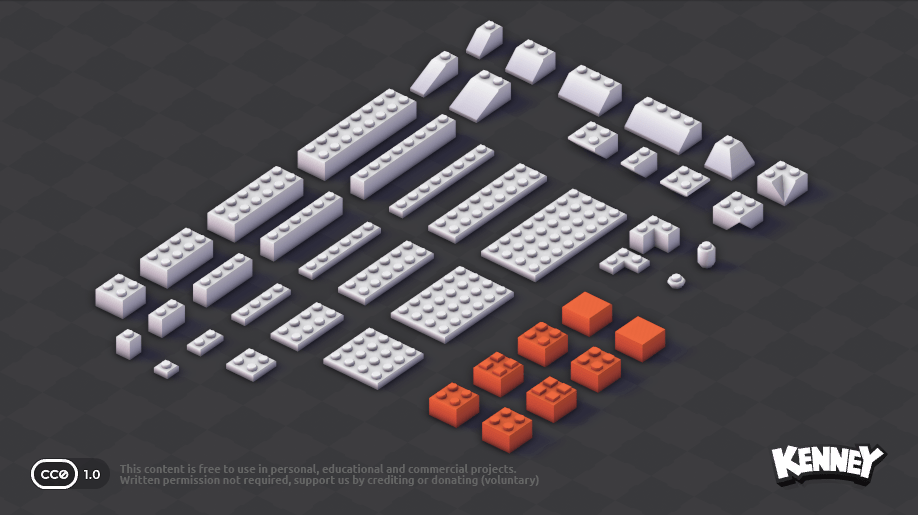 CC0 1.0
This content is free to use in personal, educational and commercial projects.
Written permission not required, support us by crediting or donating (voluntary)
KENNEY